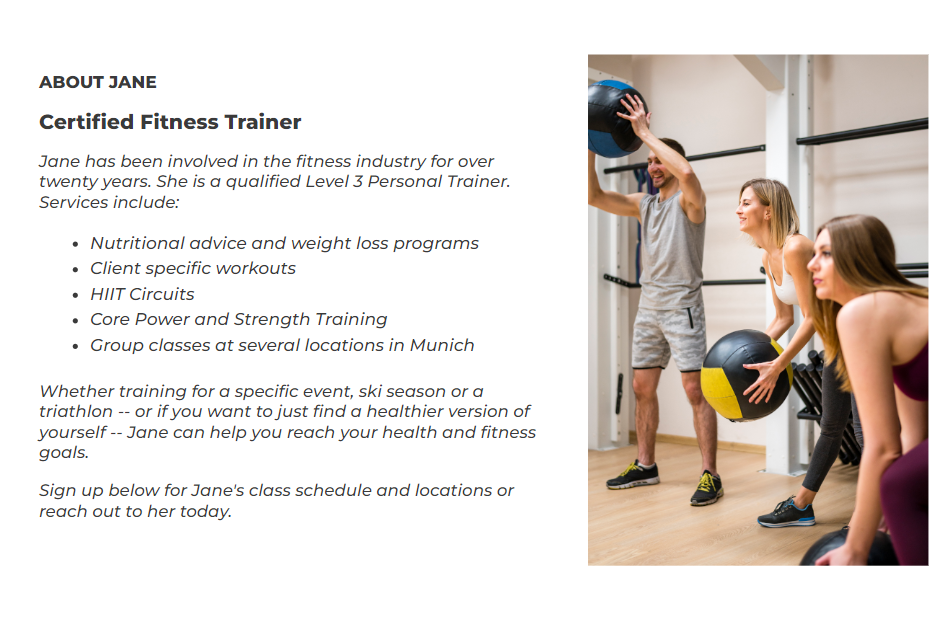 ABOUT JANE
Certified Fitness Trainer
Jane has been involved in the fitness industry for over
twenty years. She is a qualified Level 3 Personal Trainer.
Services include:
• Nutritional advice and weight loss programs
• Client specific workouts
• HIIT Circuits
• Core Power and Strength Training
• Group classes at several locations in Munich
Whether training for a specific event, ski season or a
triathlon -- or if you want to just find a healthier version of
yourself -- Jane can help you reach your health and fitness
goals.
Sign up below for Jane's class schedule and locations or
reach out to her today.